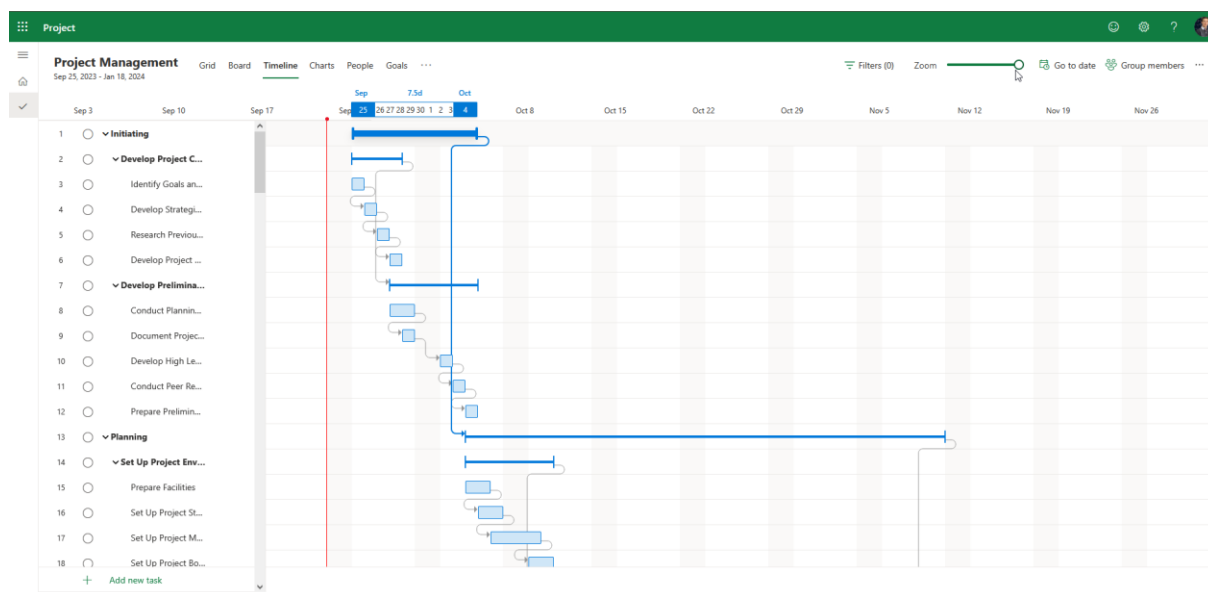 Project
?
Project Management
Sep 25, 2023 - Jan 18, 2024
Grid Board Timeline Charts People Goals ...
Filters (0) Zoom Go to date Group members ...
Sep 7.5d Oct
Sep 3 Sep 10 Sep 17 Sep 25 26 27 28 29 30 1 2 3 4 Oct 8 Oct 15 Oct 22 Oct 29 Nov 5 Nov 12 Nov 19 Nov 26
1 Initiating
2 Develop Project C...
3 Identify Goals an...
4 Develop Strategi...
5 Research Previou...
6 Develop Project ...
7 Develop Prelimina...
8 Conduct Plannin...
9 Document Projec...
10 Develop High Le...
11 Conduct Peer Re...
12 Prepare Prelimin...
13 Planning
14 Set Up Project Env...
15 Prepare Facilities
16 Set Up Project St...
17 Set Up Project M...
18 Set Up Project Bo...
+ Add new task